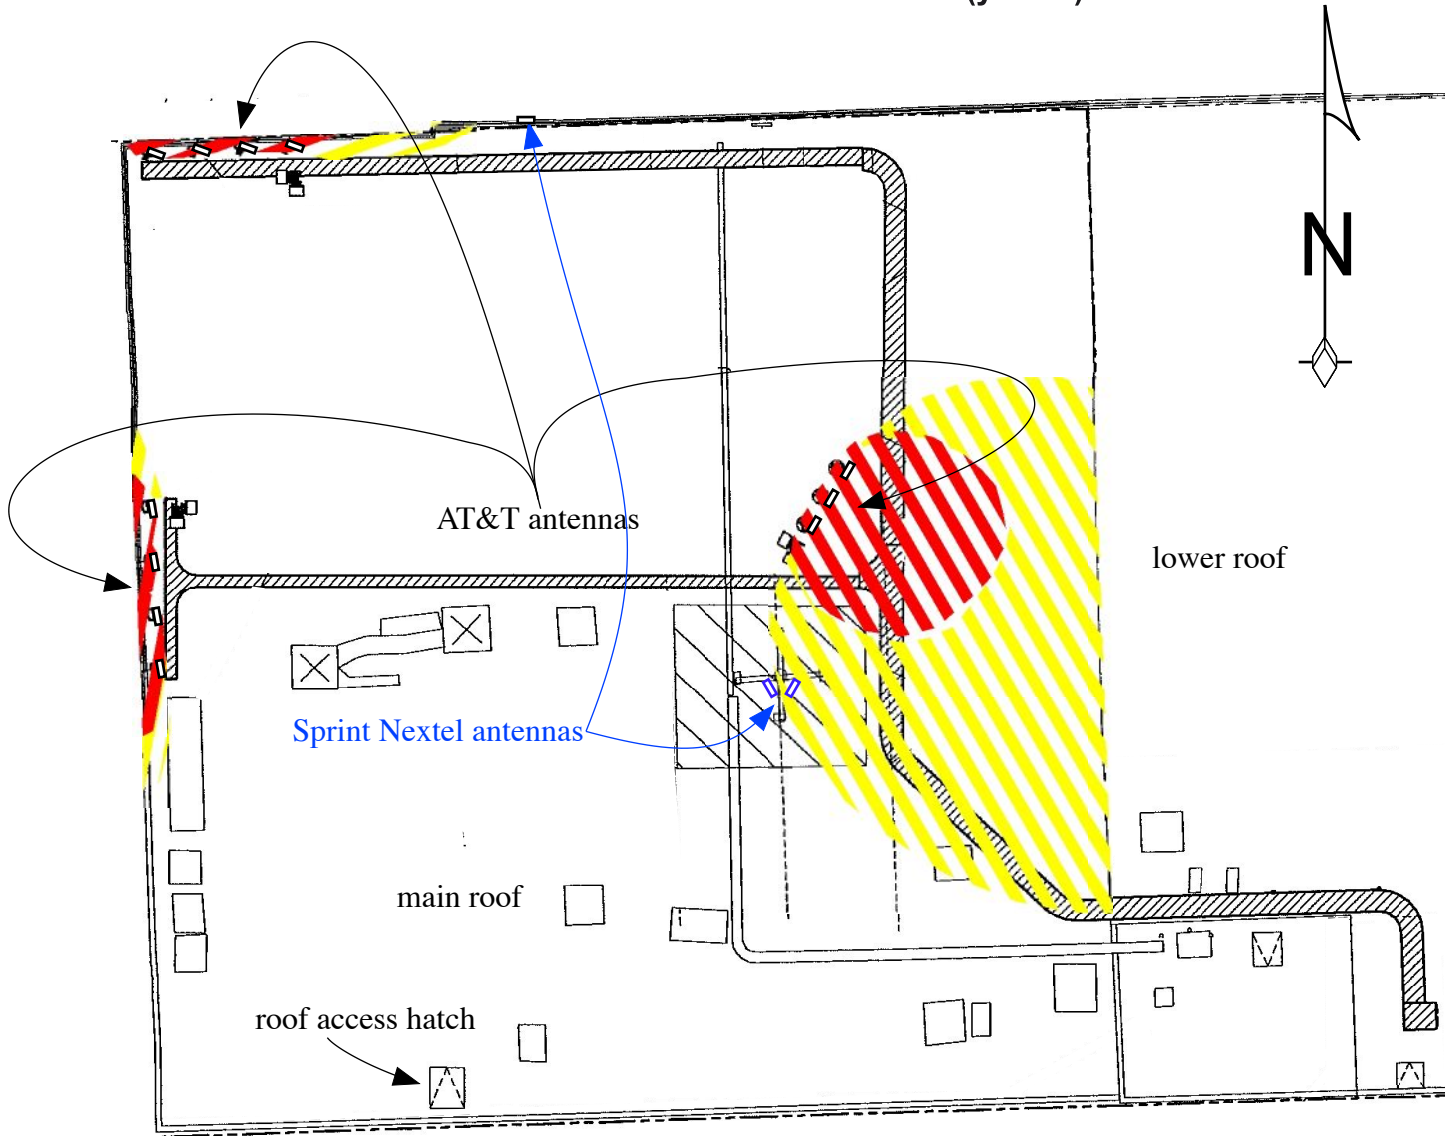 N
AT&T antennas
lower roof
Sprint Nextel antennas
main roof
roof access hatch